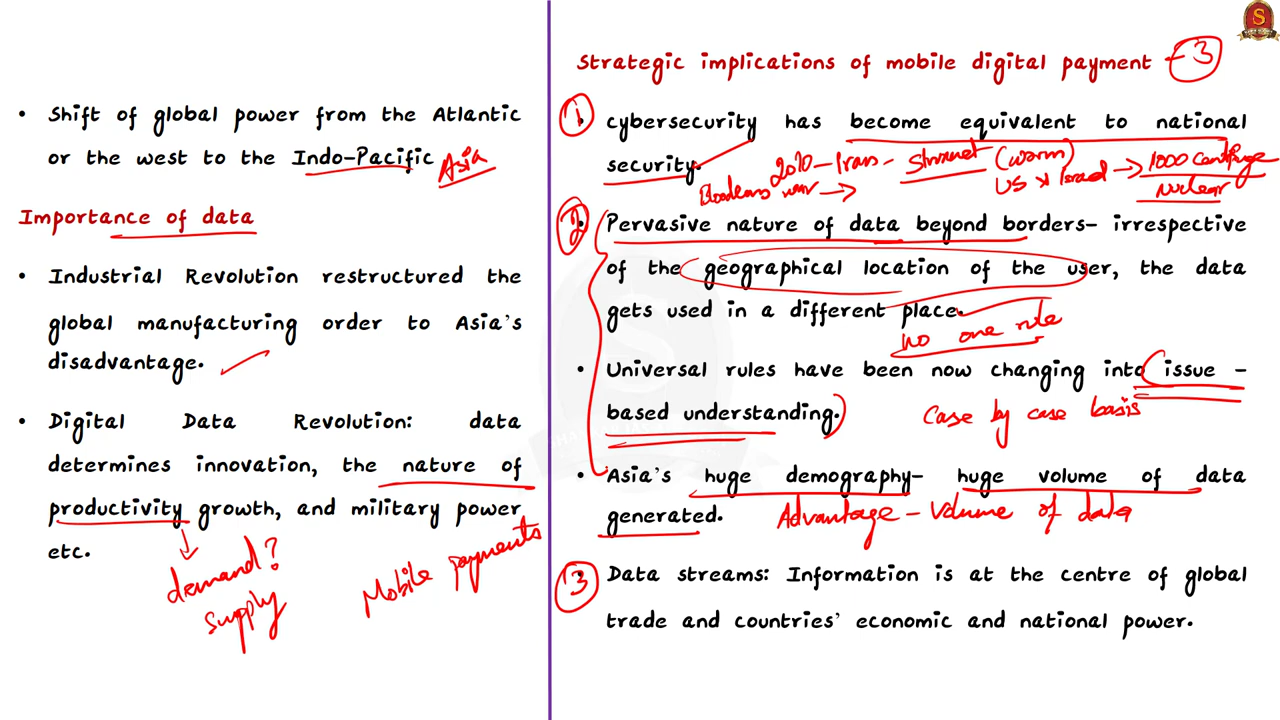 • Shift of global power from the Atlantic
or the west to the Indo-Pacific
Asia
Importance of data
• Industrial Revolution restructured the
global manufacturing order to Asia's
disadvantage.
• Digital Data Revolution: data
determines innovation, the nature of
productivity growth, and military power
etc.
demand?
supply
Mobile payments
Strategic implications of mobile digital payment - 3
1
• cybersecurity has become equivalent to national
security.
2010 - Iran - Stuxnet (worm)
US x Israel → 1000 centrifuge
Nuclear
war →
2
• Pervasive nature of data beyond borders- irrespective
of the geographical location of the user, the data
gets used in a different place.
no one rule
• Universal rules have been now changing into issue -
based understanding.
Case by case basis
• Asia's huge demography- huge volume of data
generated.
Advantage - Volume of data
3
• Data streams: Information is at the centre of global
trade and countries' economic and national power.